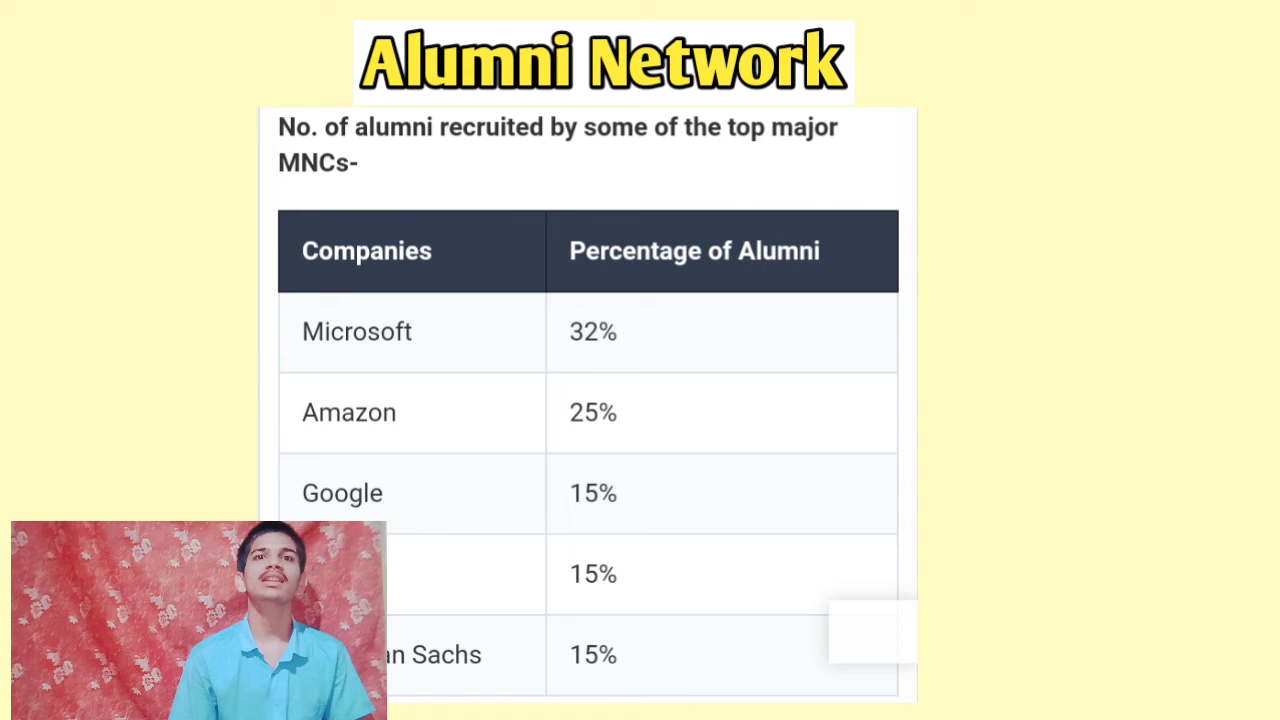 Alumni Network
No. of alumni recruited by some of the top major
MNCs-
Companies Percentage of Alumni
Microsoft 32%
Amazon 25%
Google 15%
15%
Sachs 15%